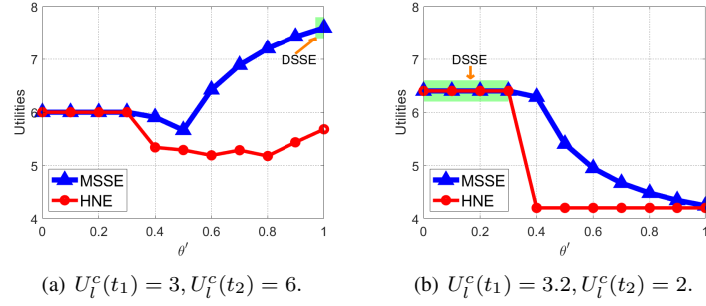 8
7
6
5
4
Utilities
DSSE
MSSE
HNE
0 0.2 0.4 0.6 0.8 1
θ′
(a) U_l^c(t_1) = 3, U_l^c(t_2) = 6.
8
7
6
5
4
Utilities
DSSE
MSSE
HNE
0 0.2 0.4 0.6 0.8 1
θ′
(b) U_l^c(t_1) = 3.2, U_l^c(t_2) = 2.